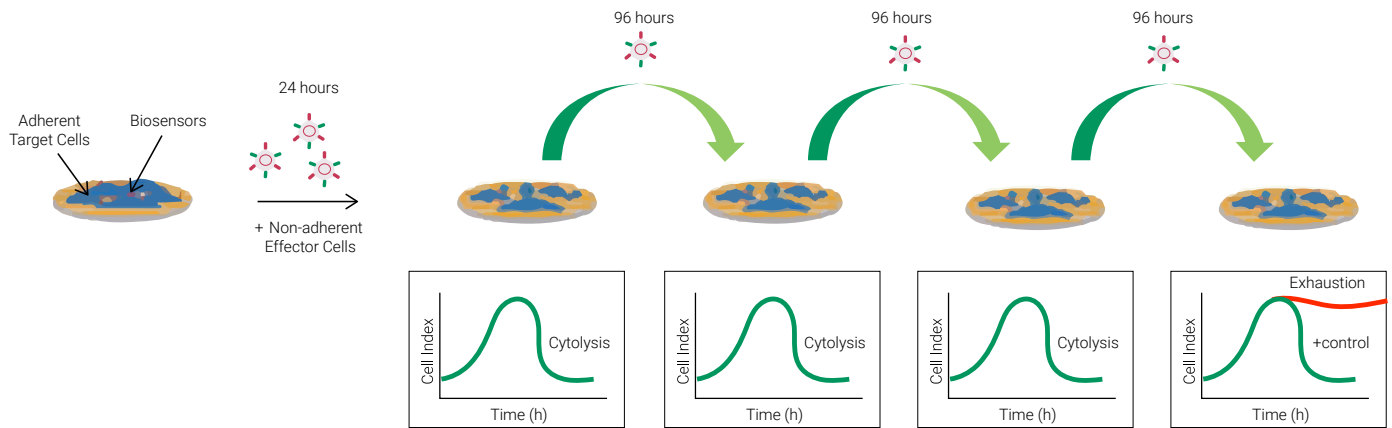 96 hours
96 hours
96 hours
24 hours
Adherent
Target Cells
Biosensors
+ Non-adherent
Effector Cells
Cell Index
Cytolysis
Time (h)
Cell Index
Cytolysis
Time (h)
Cell Index
Cytolysis
Time (h)
Exhaustion
Cell Index
+control
Time (h)